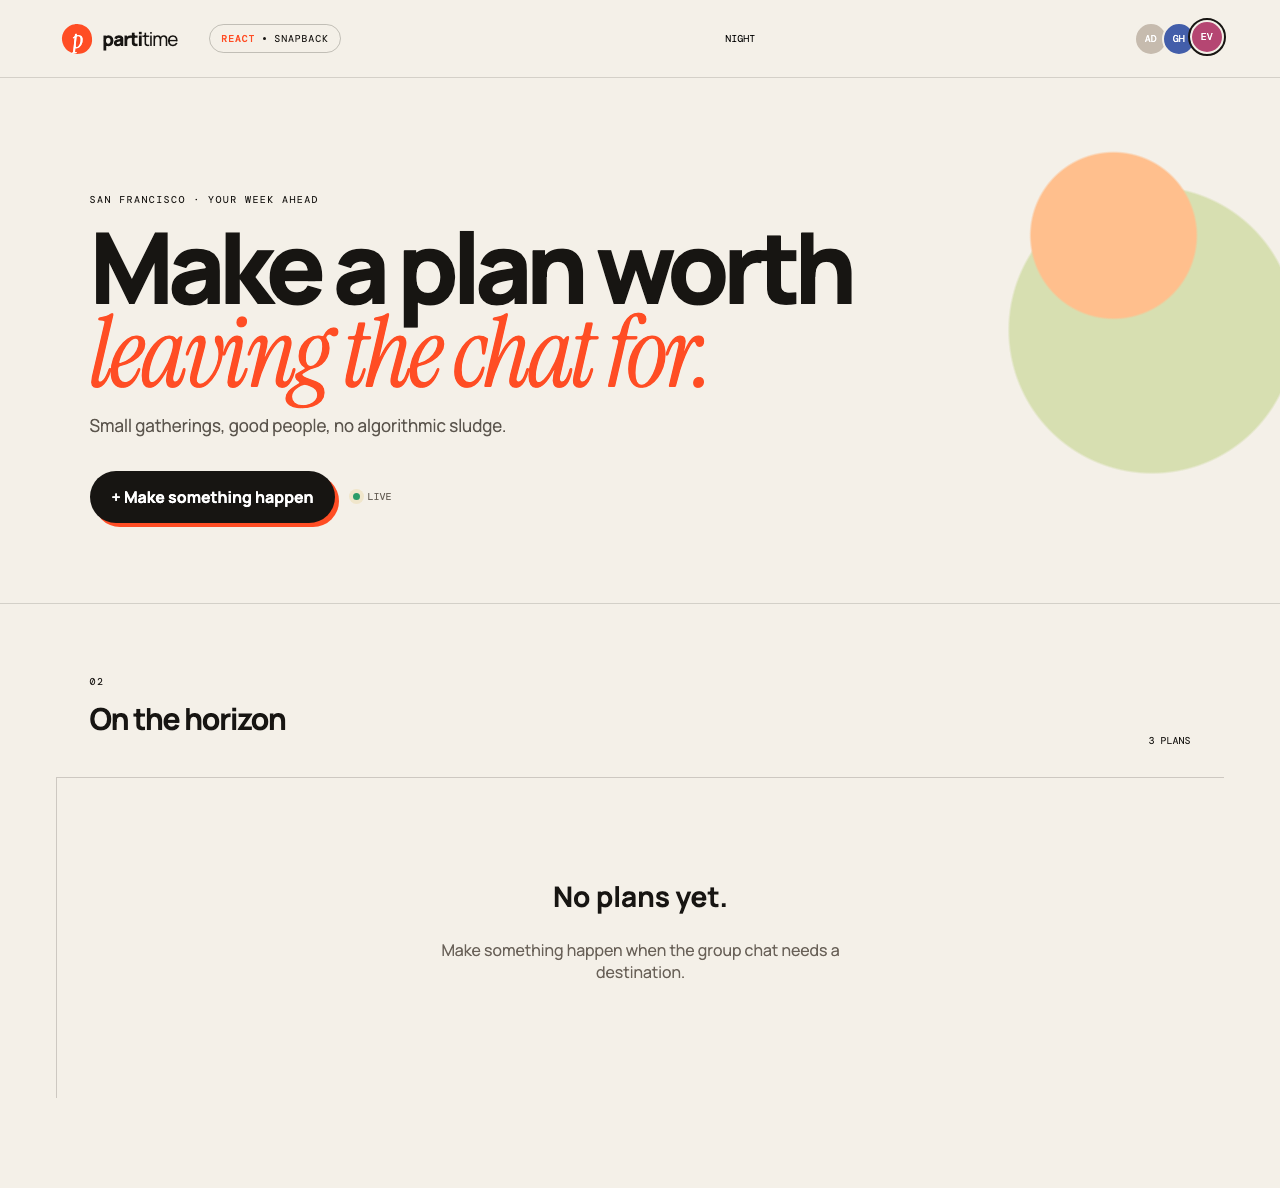 p partitime
REACT • SNAPBACK
NIGHT
AD GH EV
SAN FRANCISCO · YOUR WEEK AHEAD
Make a plan worth
leaving the chat for.
Small gatherings, good people, no algorithmic sludge.
+ Make something happen
LIVE
02
On the horizon
3 PLANS
No plans yet.
Make something happen when the group chat needs a
destination.